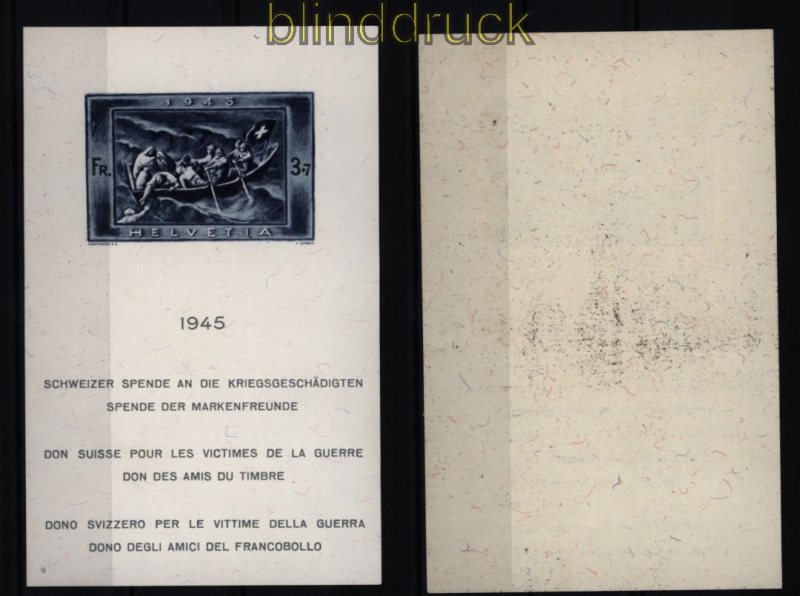 blinddruck
1945
FR.
3+7
HELVETIA
1945
SCHWEIZER SPENDE AN DIE KRIEGSGESCHÄDIGTEN
SPENDE DER MARKENFREUNDE
DON SUISSE POUR LES VICTIMES DE LA GUERRE
DON DES AMIS DU TIMBRE
DONO SVIZZERO PER LE VITTIME DELLA GUERRA
DONO DEGLI AMICI DEL FRANCOBOLLO
9